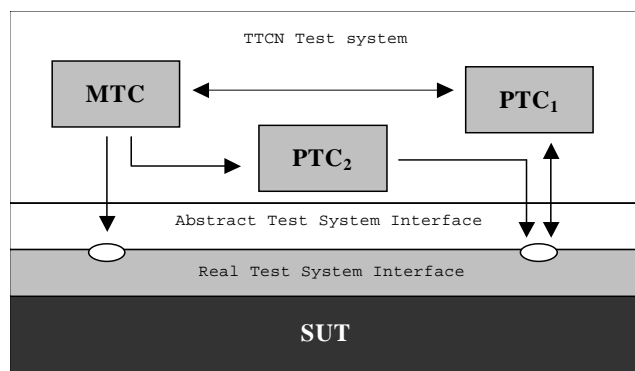 TTCN Test system
MTC
PTC₁
PTC₂
Abstract Test System Interface
Real Test System Interface
SUT